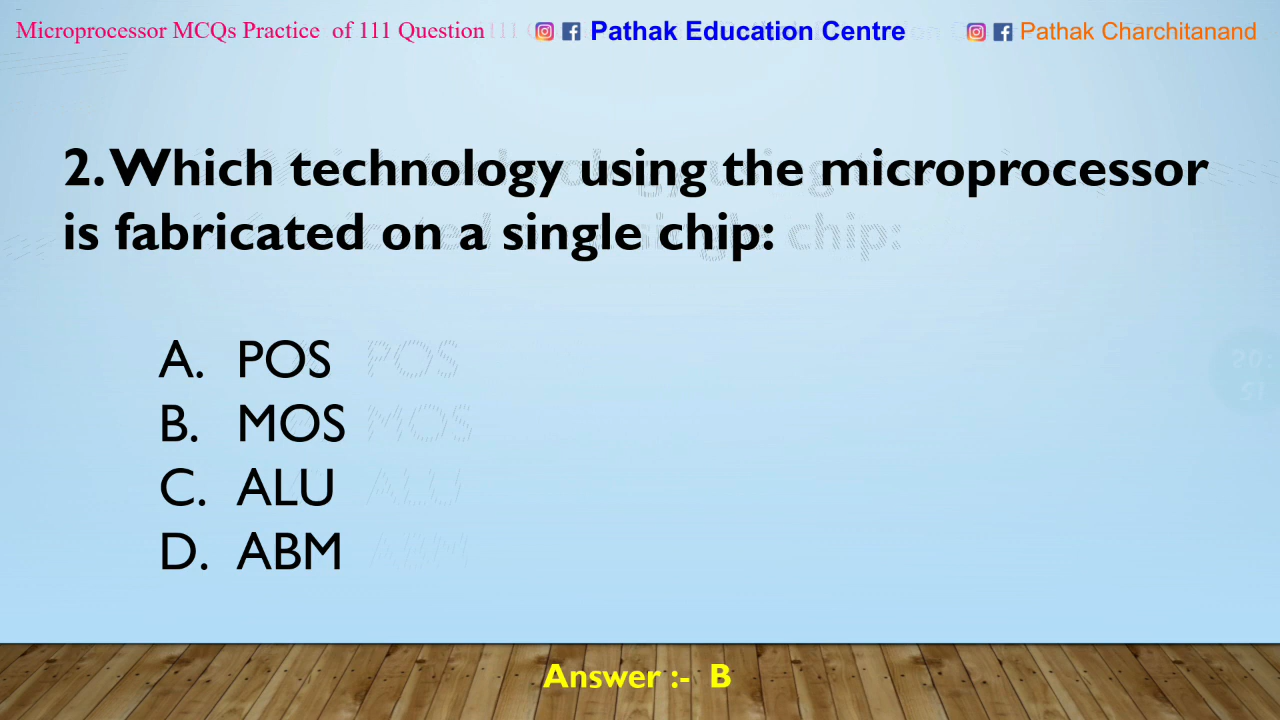 Microprocessor MCQs Practice of 111 Question
Pathak Education Centre
Pathak Charchitanand
2. Which technology using the microprocessor
is fabricated on a single chip:
A. POS
B. MOS
C. ALU
D. ABM
Answer :- B